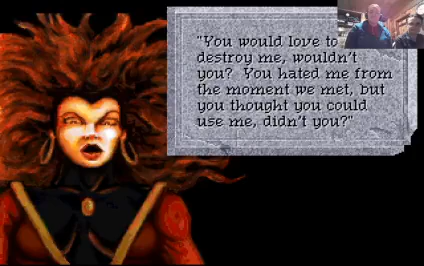 "You would love to
destroy me, wouldn't
you? You hated me from
the moment we met, but
you thought you could
use me, didn't you?"